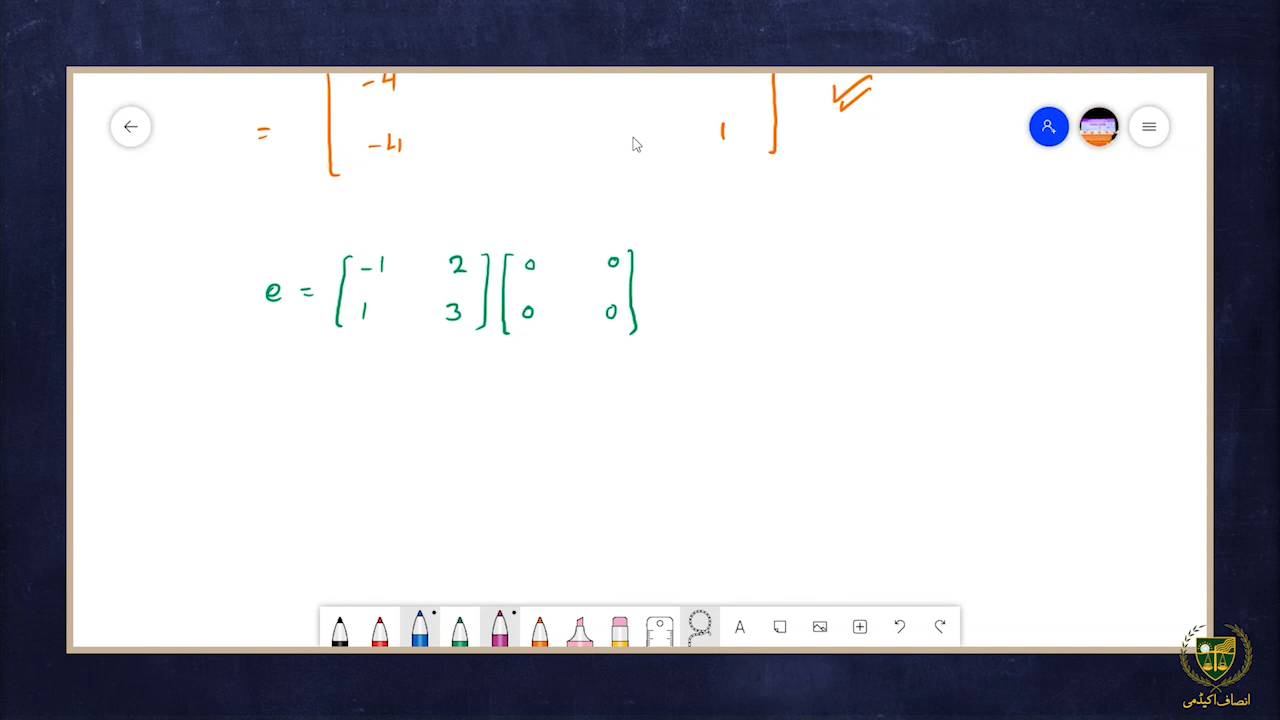 -4
= -4 1
e = [ -1 2 ] [ 0 0 ]
[ 1 3 ] [ 0 0 ]
A
انصاف اکیڈمی